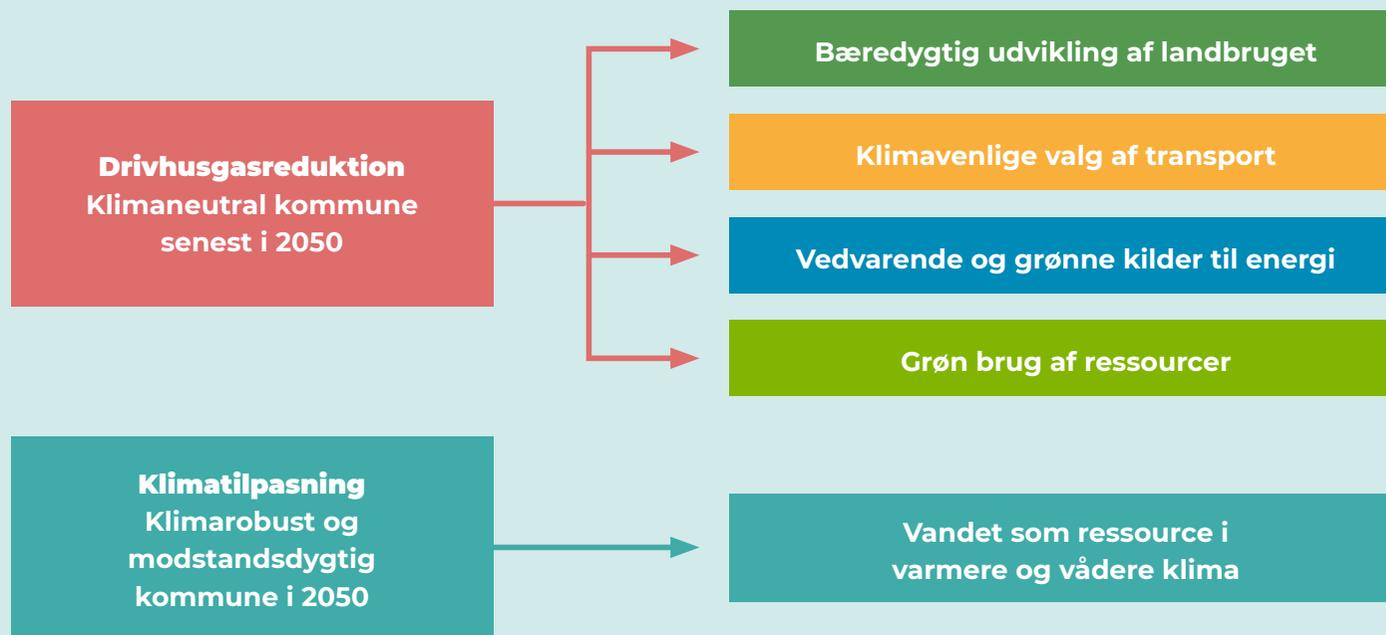 Drivhusgasreduktion
Klimaneutral kommune
senest i 2050
Bæredygtig udvikling af landbruget
Klimavenlige valg af transport
Vedvarende og grønne kilder til energi
Grøn brug af ressourcer
Klimatilpasning
Klimarobust og
modstandsdygtig
kommune i 2050
Vandet som ressource i
varmere og vådere klima